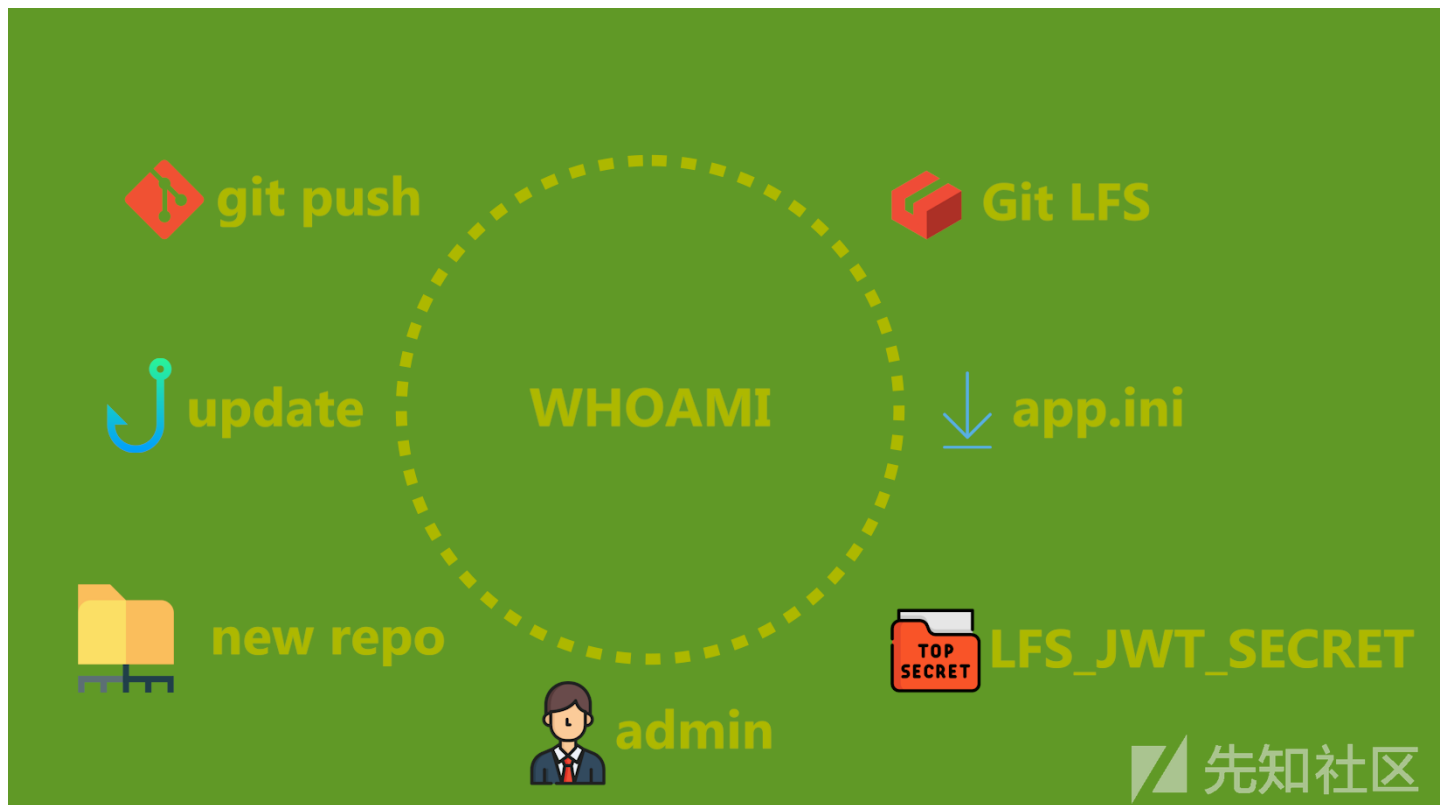 git push
Git LFS
update
WHOAMI
app.ini
new repo
TOP
SECRET
LFS_JWT_SECRET
admin
先知社区